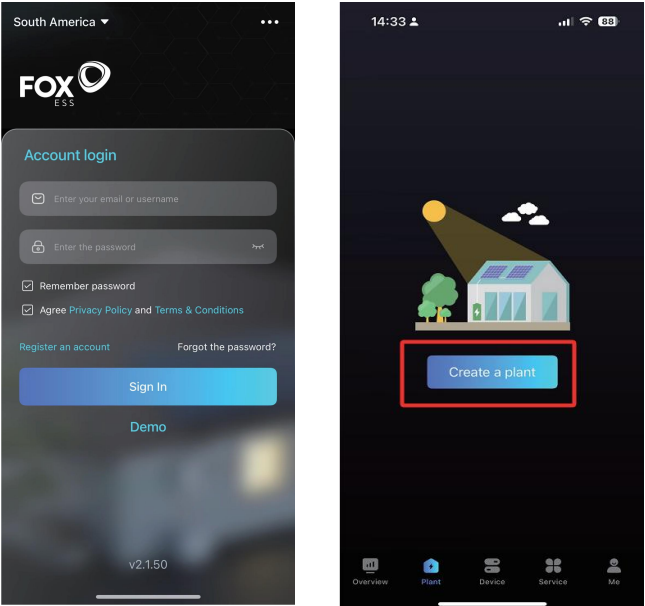 South America
FOX
ESS
Account login
Enter your email or username
Enter the password
Remember password
Agree Privacy Policy and Terms & Conditions
Register an account
Forgot the password?
Sign In
Demo
v2.1.50
14:33
88
Create a plant
Overview
Plant
Device
Service
Me